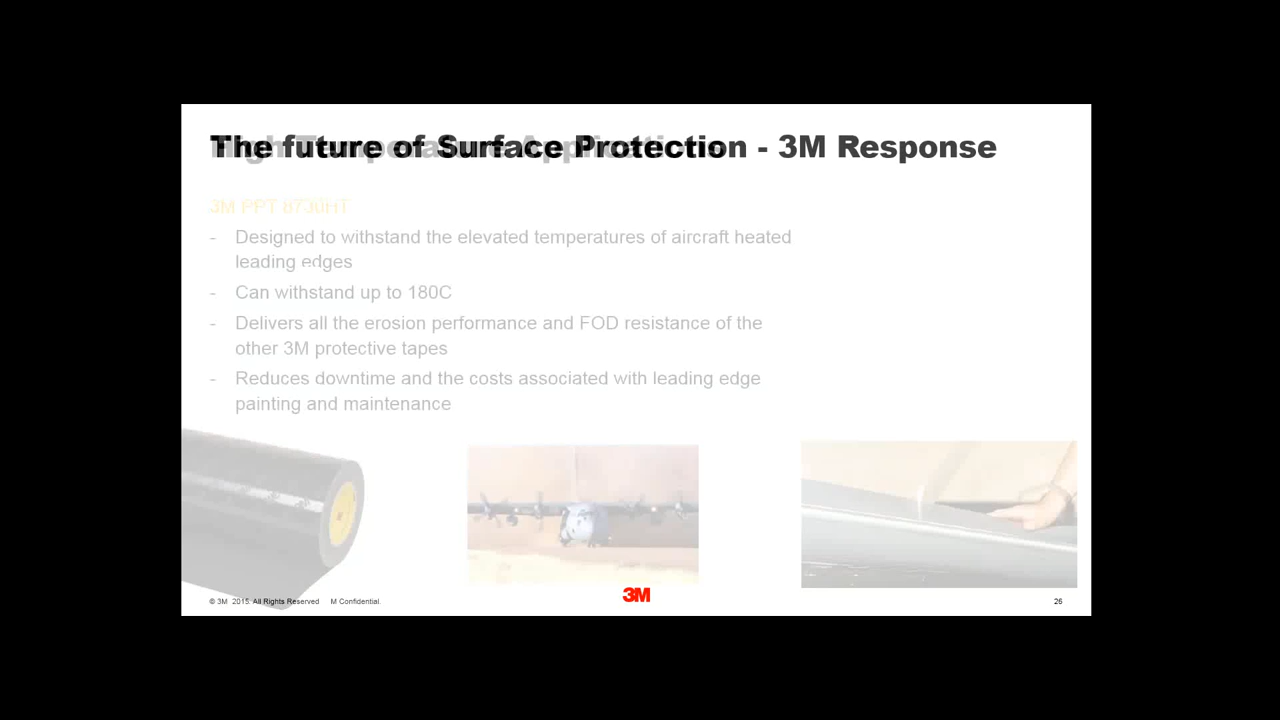 The future of Surface Protection - 3M Response
High Temperature Applications
3M PPT 8730HT
- Designed to withstand the elevated temperatures of aircraft heated
leading edges
- Can withstand up to 180C
- Delivers all the erosion performance and FOD resistance of the
other 3M protective tapes
- Reduces downtime and the costs associated with leading edge
painting and maintenance
© 3M 2015. All Rights Reserved M Confidential.
3M
26